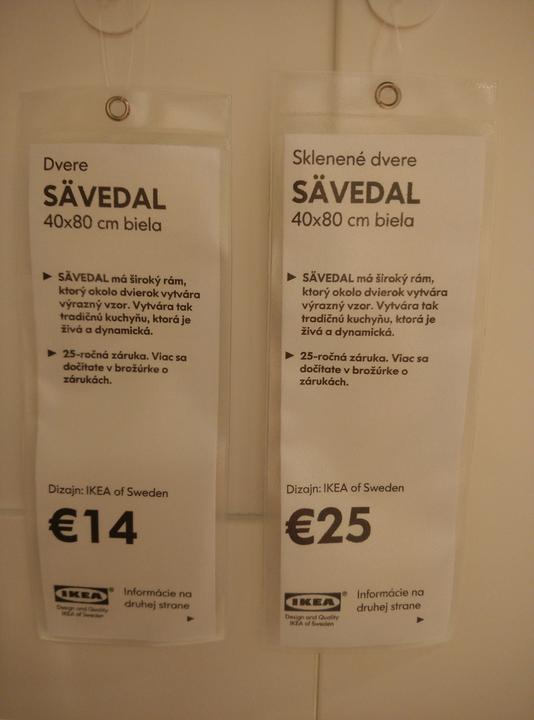 Dvere
SÄVEDAL
40x80 cm biela
► SÄVEDAL má široký rám,
ktorý okolo dvierok vytvára
výrazný vzor. Vytvára tak
tradičnú kuchyňu, ktorá je
živá a dynamická.
► 25-ročná záruka. Viac sa
dočítate v brožúrke o
zárukách.
Dizajn: IKEA of Sweden
€14
IKEA®
Design and Quality
IKEA of Sweden
Informácie na
druhej strane
►
Sklenené dvere
SÄVEDAL
40x80 cm biela
► SÄVEDAL má široký rám,
ktorý okolo dvierok vytvára
výrazný vzor. Vytvára tak
tradičnú kuchyňu, ktorá je
živá a dynamická.
► 25-ročná záruka. Viac sa
dočítate v brožúrke o
zárukách.
Dizajn: IKEA of Sweden
€25
IKEA®
Design and Quality
IKEA of Sweden
Informácie na
druhej strane
►